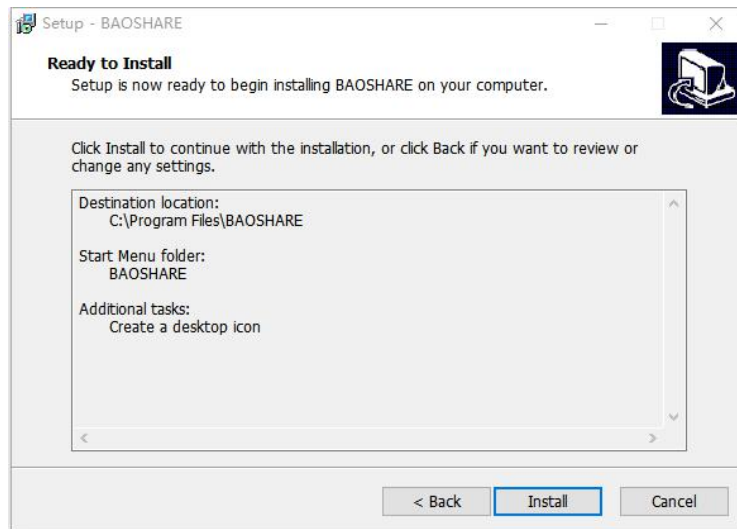 Setup - BAOSHARE
Ready to Install
Setup is now ready to begin installing BAOSHARE on your computer.
Click Install to continue with the installation, or click Back if you want to review or
change any settings.
Destination location:
C:\Program Files\BAOSHARE
Start Menu folder:
BAOSHARE
Additional tasks:
Create a desktop icon
< Back
Install
Cancel